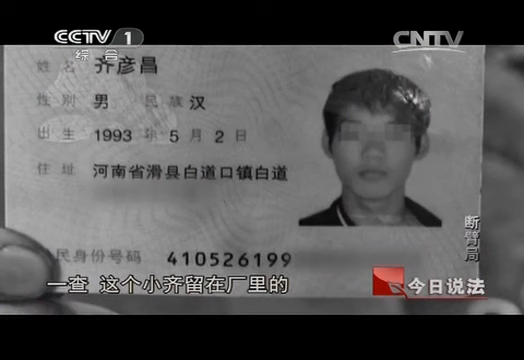 CCTV 1
综合
CNTV
姓名 齐彦昌
性别 男 民族 汉
出生 1993 年 5 月 2 日
住址 河南省滑县白道口镇白道
民身份号码 410526199
断臂局
一查 这个小齐留在厂里的
今日说法